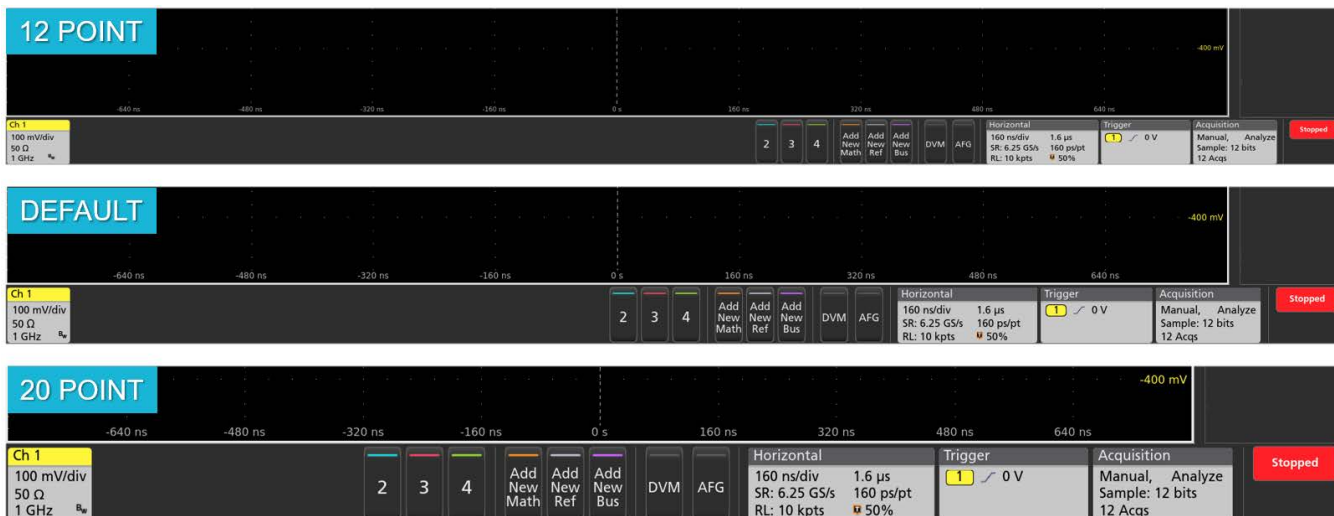 12 POINT
-400 mV
-640 ns -480 ns -320 ns -160 ns 0 s 160 ns 320 ns 480 ns 640 ns
Ch 1 Horizontal Trigger Acquisition
100 mV/div 2 3 4 Add New Math Add New Ref Add New Bus DVM AFG 160 ns/div 1.6 µs 1 0 V Manual, Analyze Stopped
50 Ω SR: 6.25 GS/s 160 ps/pt Sample: 12 bits
1 GHz Bw RL: 10 kpts 50% 12 Acqs
DEFAULT
-400 mV
-640 ns -480 ns -320 ns -160 ns 0 s 160 ns 320 ns 480 ns 640 ns
Ch 1 Horizontal Trigger Acquisition
100 mV/div 2 3 4 Add New Math Add New Ref Add New Bus DVM AFG 160 ns/div 1.6 µs 1 0 V Manual, Analyze Stopped
50 Ω SR: 6.25 GS/s 160 ps/pt Sample: 12 bits
1 GHz Bw RL: 10 kpts 50% 12 Acqs
20 POINT
-400 mV
-640 ns -480 ns -320 ns -160 ns 0 s 160 ns 320 ns 480 ns 640 ns
Ch 1 Horizontal Trigger Acquisition
100 mV/div 2 3 4 Add New Math Add New Ref Add New Bus DVM AFG 160 ns/div 1.6 µs 1 0 V Manual, Analyze Stopped
50 Ω SR: 6.25 GS/s 160 ps/pt Sample: 12 bits
1 GHz Bw RL: 10 kpts 50% 12 Acqs